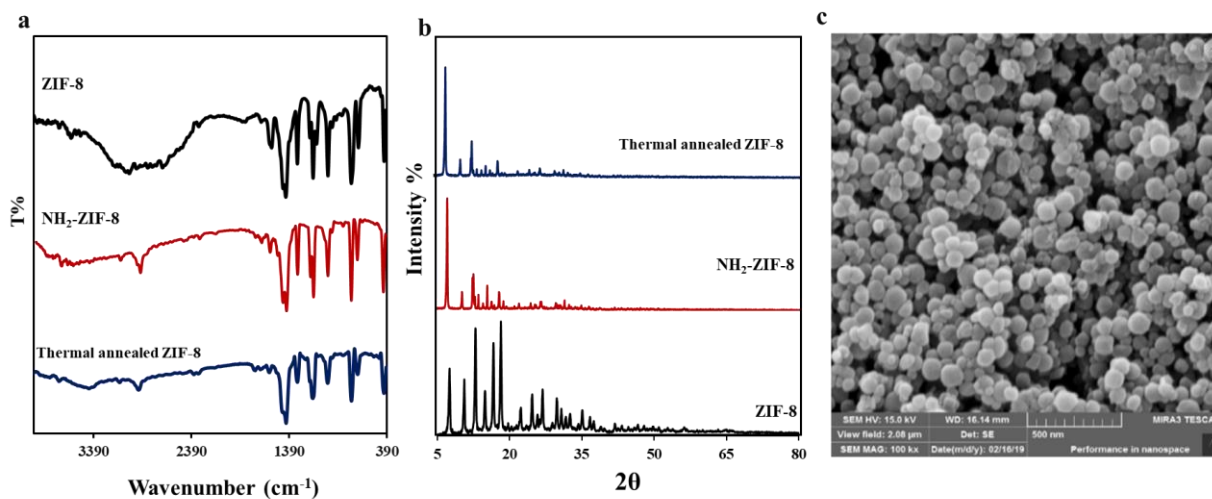 a
ZIF-8
NH₂-ZIF-8
Thermal annealed ZIF-8
T%
3390
2390
1390
390
Wavenumber (cm⁻¹)
b
Thermal annealed ZIF-8
NH₂-ZIF-8
ZIF-8
Intensity %
5
20
35
50
65
80
2θ
c
SEM HV: 15.0 kV
WD: 16.14 mm
MIRA3 TESCA
View field: 2.08 µm
Det: SE
500 nm
SEM MAG: 100 kx
Date(m/d/y): 02/16/19
Performance in nanospace